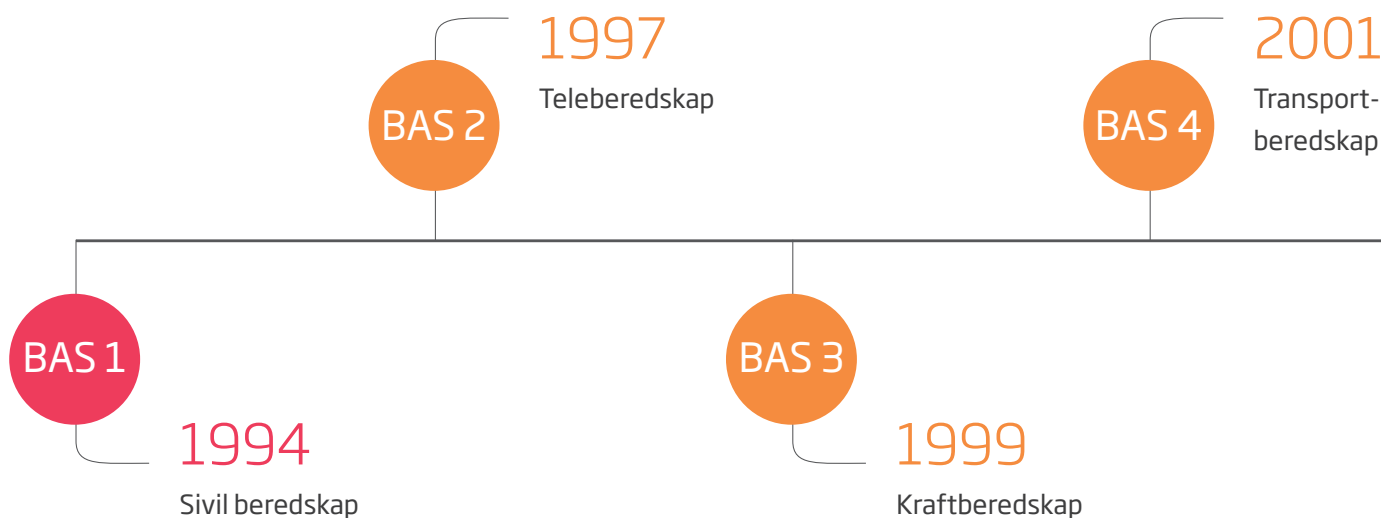 BAS 1
1994
Sivil beredskap
BAS 2
1997
Teleberedskap
BAS 3
1999
Kraftberedskap
BAS 4
2001
Transport-
beredskap